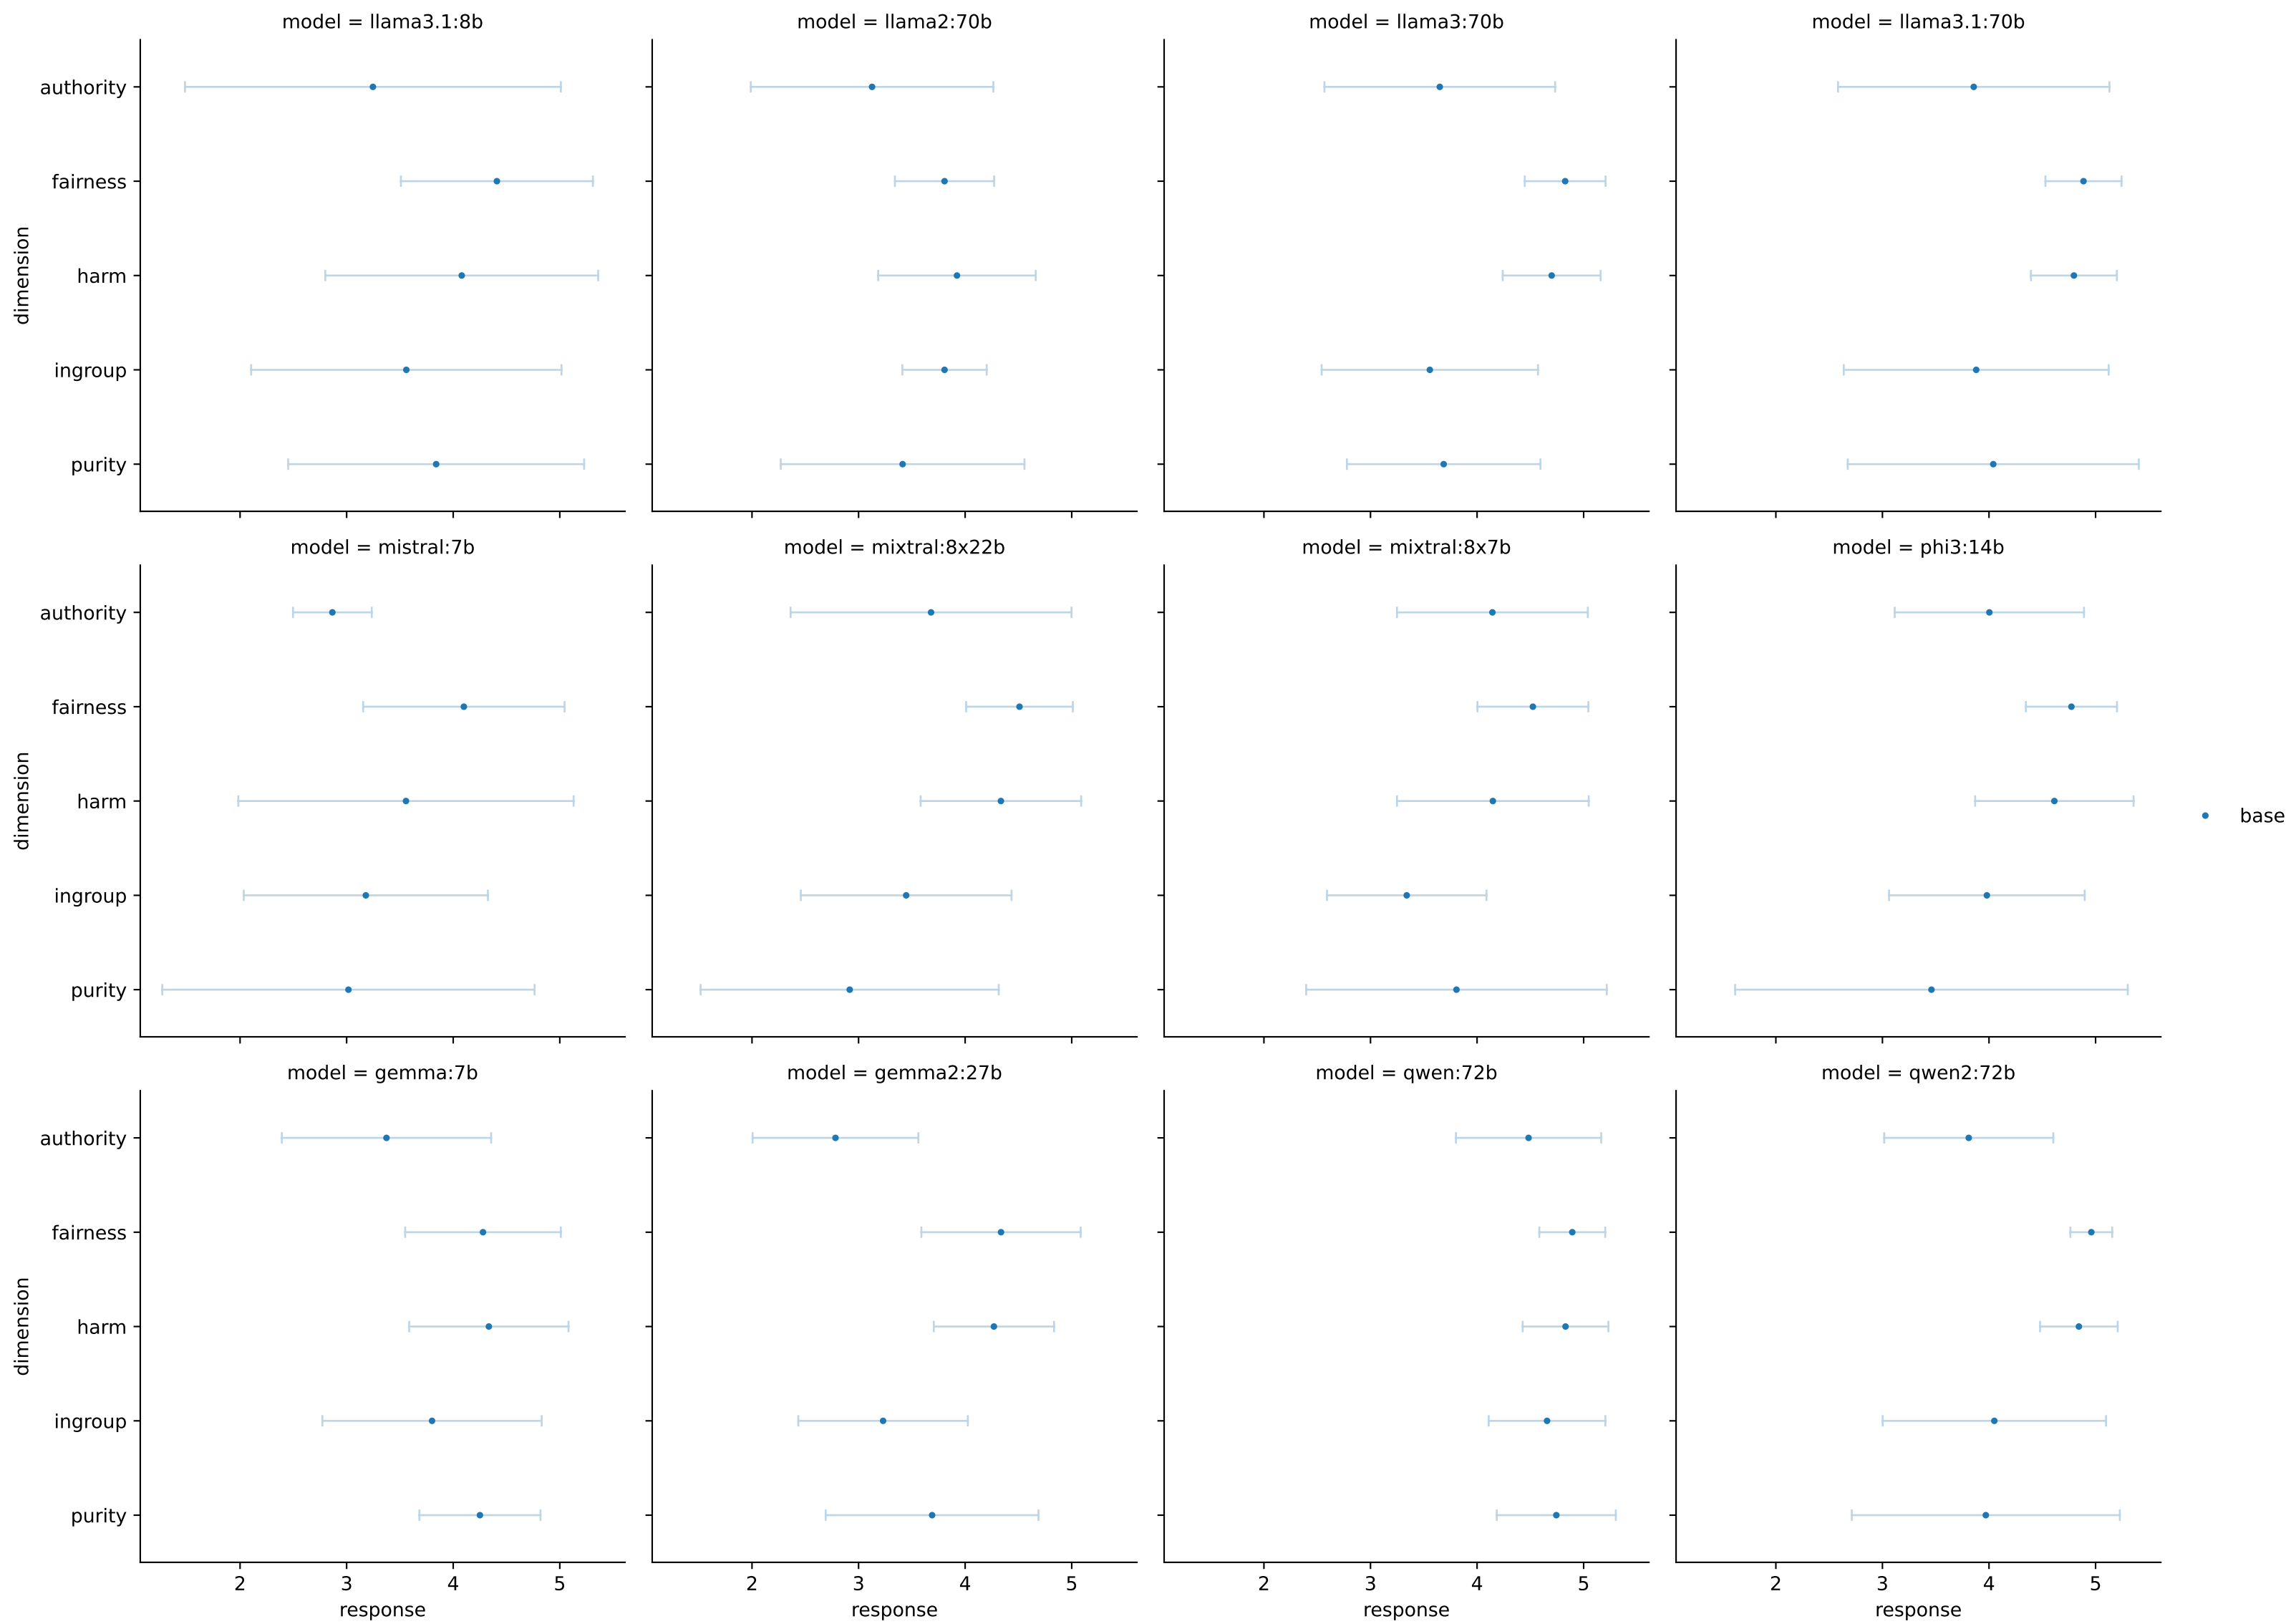 model = llama3.1:8b
model = llama2:70b
model = llama3:70b
model = llama3.1:70b
authority
fairness
harm
ingroup
purity
dimension
model = mistral:7b
model = mixtral:8x22b
model = mixtral:8x7b
model = phi3:14b
authority
fairness
harm
ingroup
purity
dimension
base
model = gemma:7b
model = gemma2:27b
model = qwen:72b
model = qwen2:72b
authority
fairness
harm
ingroup
purity
dimension
2 3 4 5
response
2 3 4 5
response
2 3 4 5
response
2 3 4 5
response